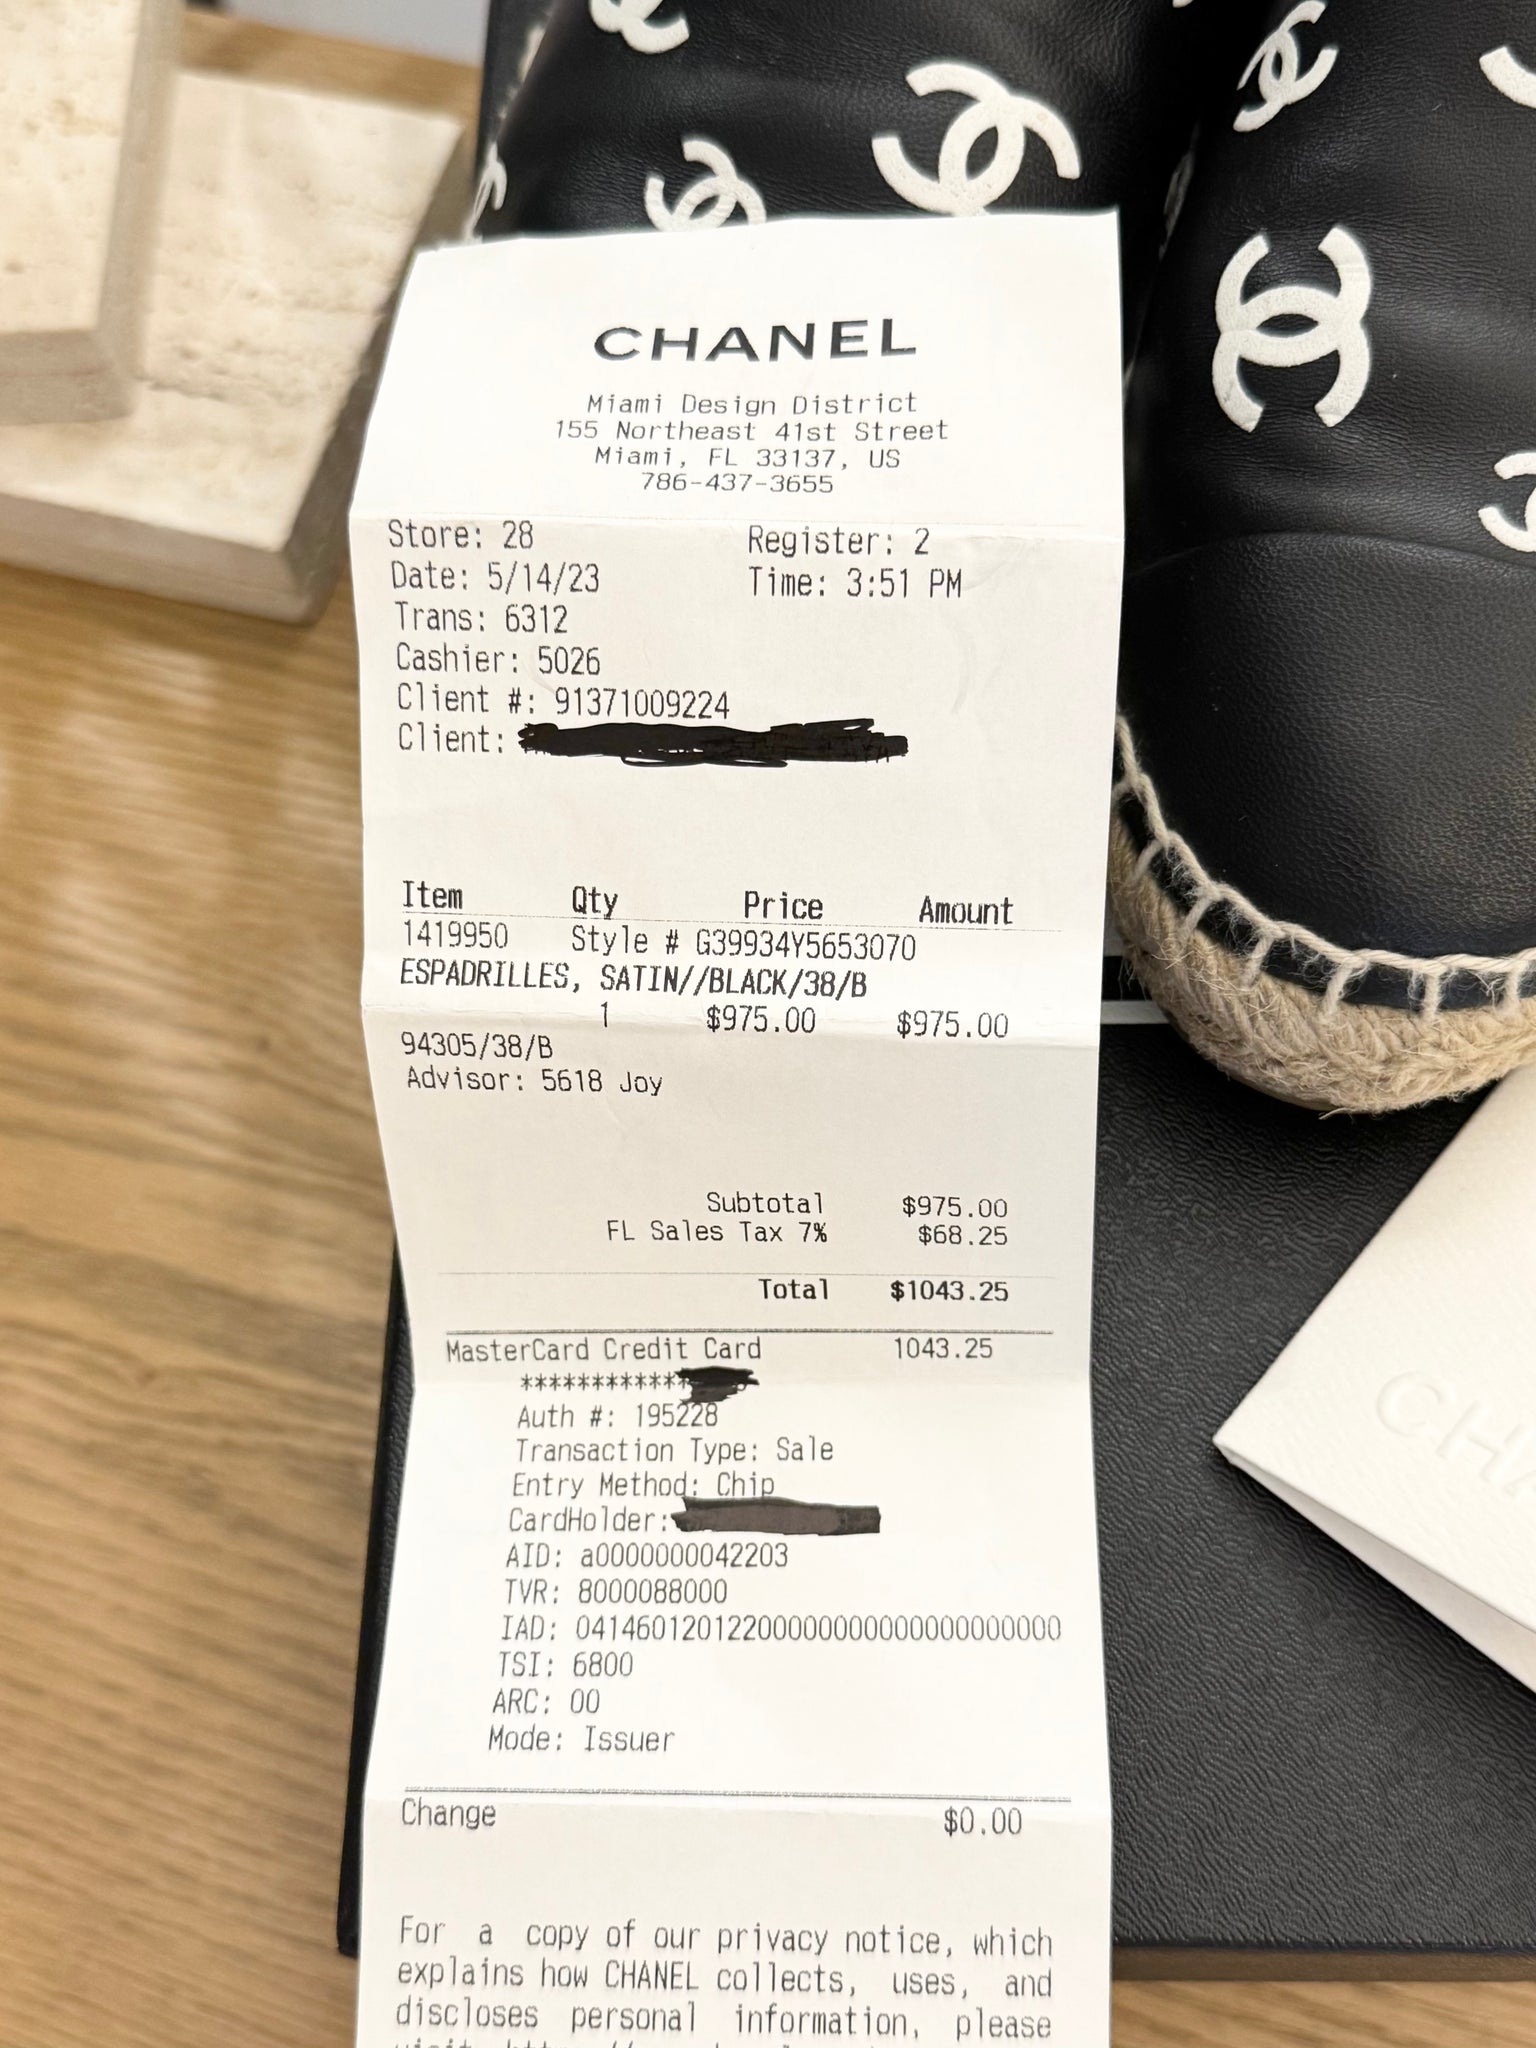 CHANEL
Miami Design District
155 Northeast 41st Street
Miami, FL 33137, US
786-437-3655
Store: 28 Register: 2
Date: 5/14/23 Time: 3:51 PM
Trans: 6312
Cashier: 5026
Client #: 91371009224
Client:
Item Qty Price Amount
1419950 Style # G39934Y5653070
ESPADRILLES, SATIN//BLACK/38/B
1 $975.00 $975.00
94305/38/B
Advisor: 5618 Joy
Subtotal $975.00
FL Sales Tax 7% $68.25
Total $1043.25
MasterCard Credit Card 1043.25
************
Auth #: 195228
Transaction Type: Sale
Entry Method: Chip
CardHolder:
AID: a0000000042203
TVR: 8000088000
TSI: 6800
ARC: 00
Mode: Issuer
Change $0.00
For a copy of our privacy notice, which
explains how CHANEL collects, uses, and
discloses personal information, please